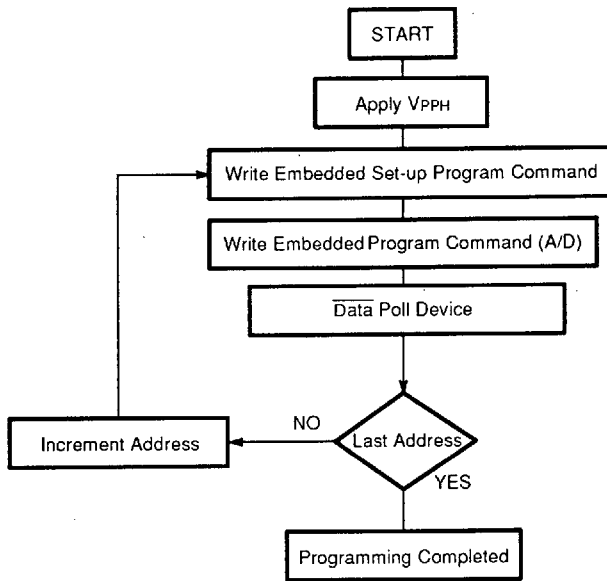 START
Apply VPPH
Write Embedded Set-up Program Command
Write Embedded Program Command (A/D)
Data Poll Device
NO
Last Address
Increment Address
YES
Programming Completed